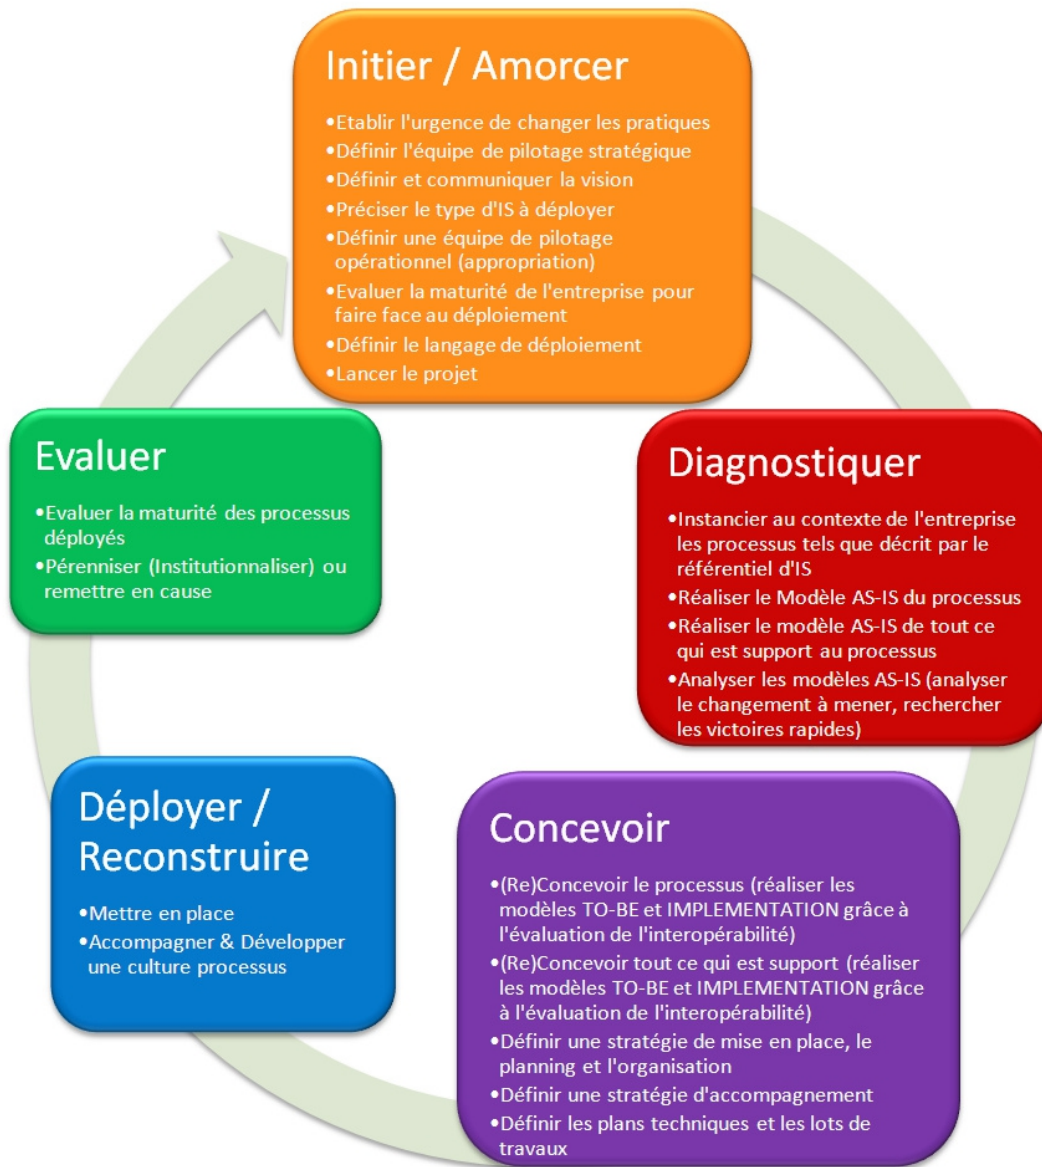 Initier / Amorcer
•Etablir l'urgence de changer les pratiques
•Définir l'équipe de pilotage stratégique
•Définir et communiquer la vision
•Préciser le type d'IS à déployer
•Définir une équipe de pilotage
opérationnel (appropriation)
•Evaluer la maturité de l'entreprise pour
faire face au déploiement
•Définir le langage de déploiement
•Lancer le projet
Diagnostiquer
•Instancier au contexte de l'entreprise
les processus tels que décrit par le
référentiel d'IS
•Réaliser le Modèle AS-IS du processus
•Réaliser le modèle AS-IS de tout ce
qui est support au processus
•Analyser les modèles AS-IS (analyser
le changement à mener, rechercher
les victoires rapides)
Concevoir
•(Re)Concevoir le processus (réaliser les
modèles TO-BE et IMPLEMENTATION grâce à
l'évaluation de l'interopérabilité)
•(Re)Concevoir tout ce qui est support (réaliser
les modèles TO-BE et IMPLEMENTATION grâce
à l'évaluation de l'interopérabilité)
•Définir une stratégie de mise en place, le
planning et l'organisation
•Définir une stratégie d'accompagnement
•Définir les plans techniques et les lots de
travaux
Déployer /
Reconstruire
•Mettre en place
•Accompagner & Développer
une culture processus
Evaluer
•Evaluer la maturité des processus
déployés
•Pérenniser (Institutionnaliser) ou
remettre en cause